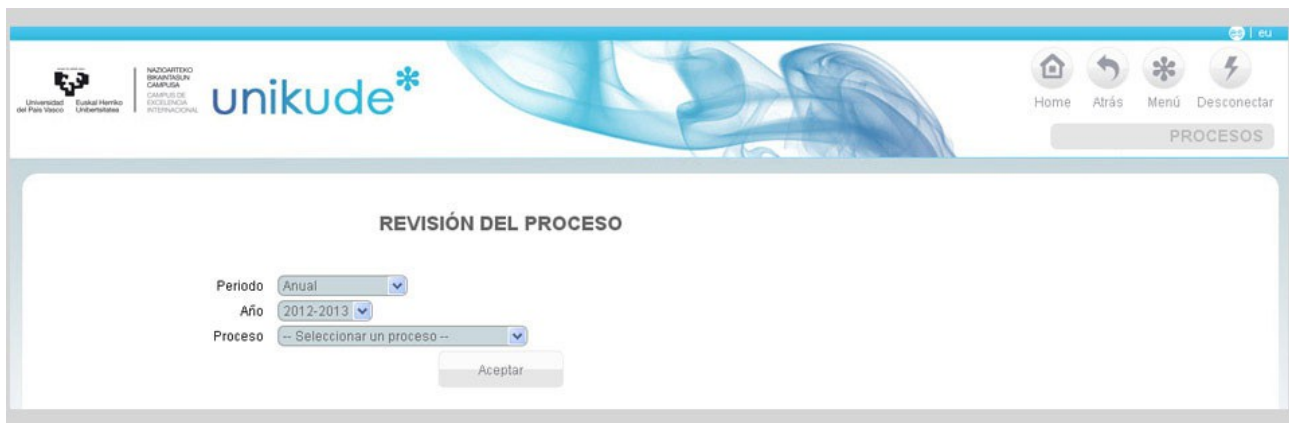 es | eu
Universidad del País Vasco
Euskal Herriko Unibertsitatea
NAZIOARTEKO
BIKAINTASUN
CAMPUSA
CAMPUS DE
EXCELENCIA
INTERNACIONAL
unikude*
Home Atrás Menú Desconectar
PROCESOS
REVISIÓN DEL PROCESO
Periodo Anual
Año 2012-2013
Proceso -- Seleccionar un proceso --
Aceptar